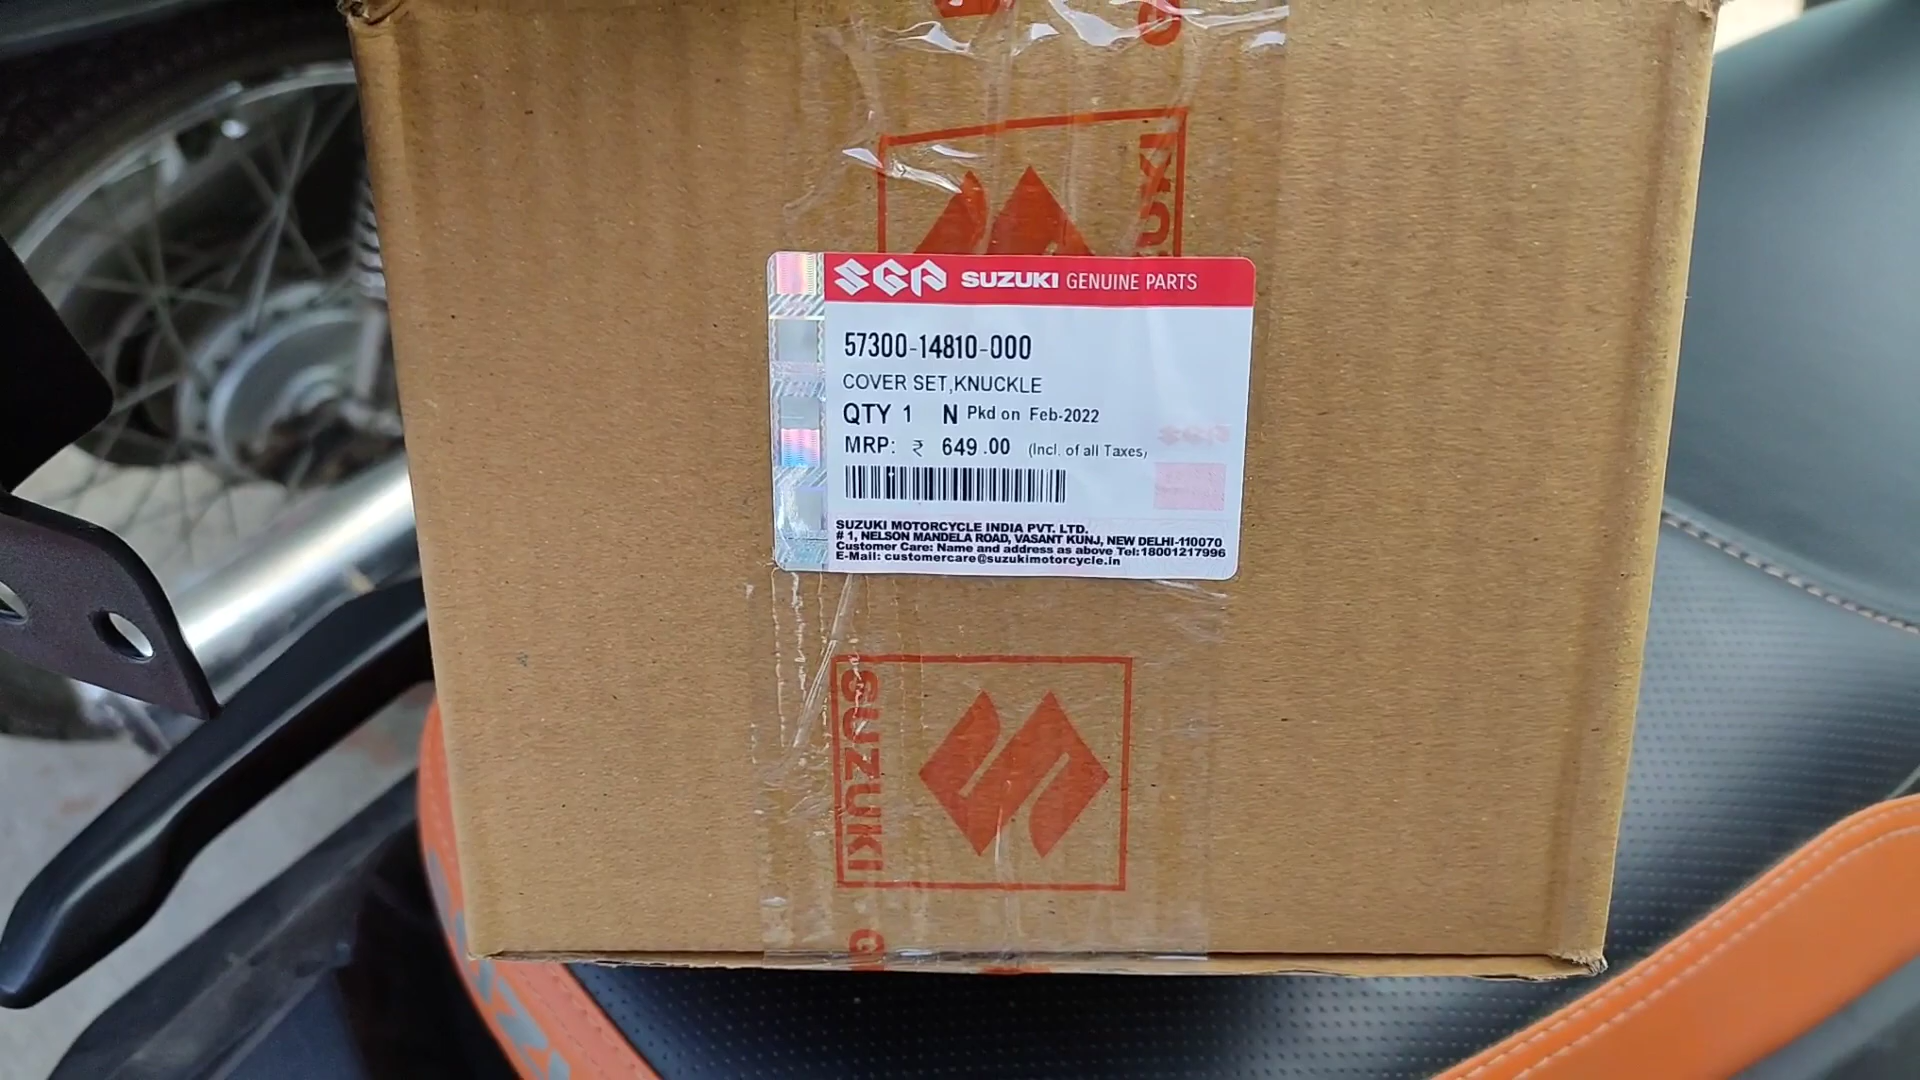 SUZUKI
SGP SUZUKI GENUINE PARTS
57300-14810-000
COVER SET,KNUCKLE
QTY 1 N Pkd on Feb-2022
MRP: ₹ 649.00 (Incl. of all Taxes)
SUZUKI MOTORCYCLE INDIA PVT. LTD.
# 1, NELSON MANDELA ROAD, VASANT KUNJ, NEW DELHI-110070
Customer Care: Name and address as above Tel:18001217996
E-Mail: customercare@suzukimotorcycle.in
SUZUKI